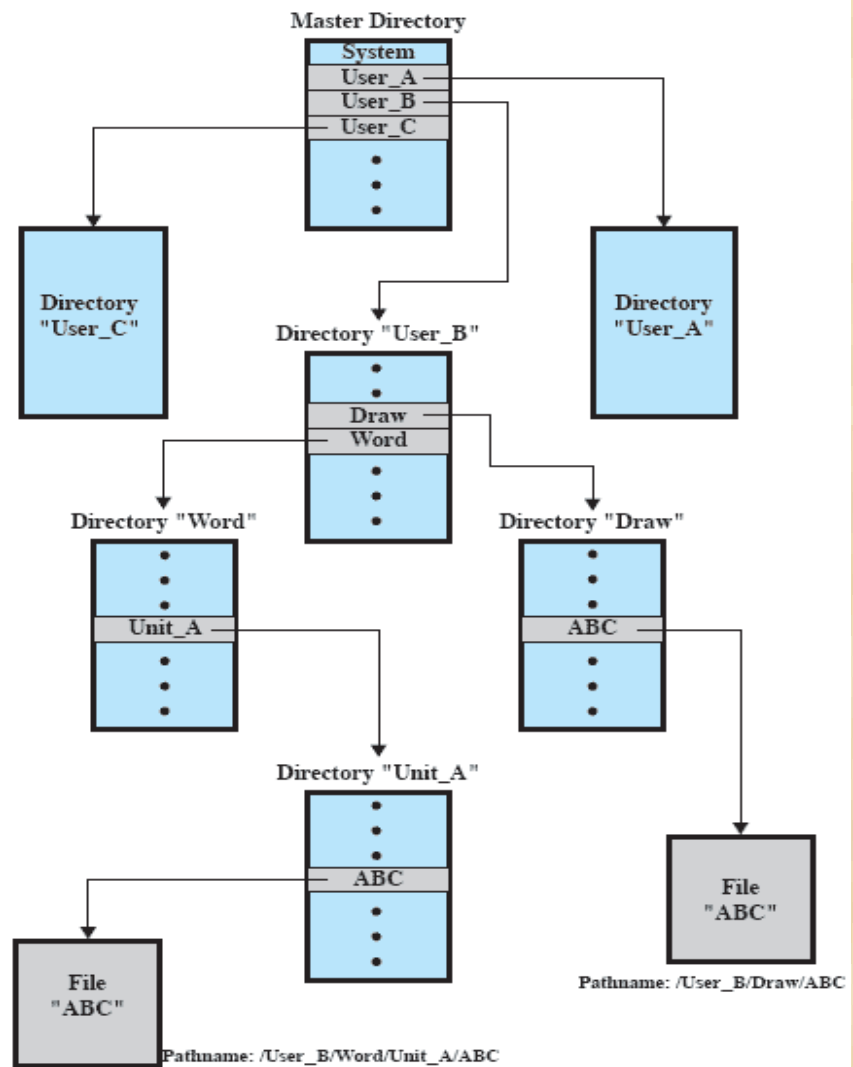 Master Directory
System
User_A
User_B
User_C
Directory
"User_C"
Directory
"User_A"
Directory "User_B"
Draw
Word
Directory "Word"
Directory "Draw"
Unit_A
ABC
Directory "Unit_A"
ABC
File
"ABC"
Pathname: /User_B/Draw/ABC
File
"ABC"
Pathname: /User_B/Word/Unit_A/ABC